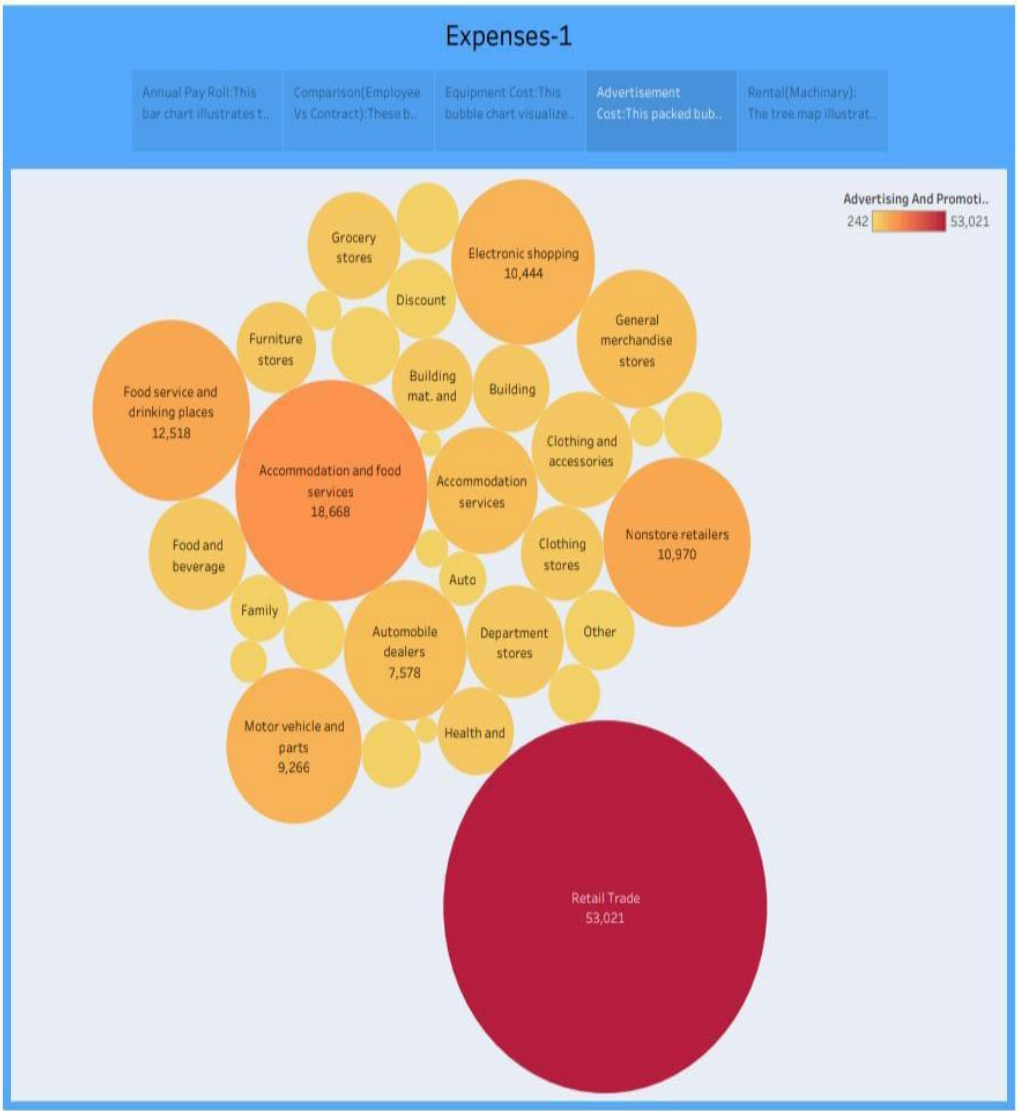 Expenses-1
Annual Pay Roll:This
bar chart illustrates t..
Comparison(Employee
Vs Contract):These b..
Equipment Cost:This
bubble chart visualize..
Advertisement
Cost:This packed bub..
Rental(Machinary):
The tree map illustrat..
Advertising And Promoti..
242 53,021
Grocery
stores
Electronic shopping
10,444
Discount
General
merchandise
stores
Furniture
stores
Food service and
drinking places
12,518
Building
mat. and
Building
Clothing and
accessories
Accommodation and food
services
18,668
Accommodation
services
Nonstore retailers
10,970
Food and
beverage
Clothing
stores
Auto
Family
Automobile
dealers
7,578
Department
stores
Other
Motor vehicle and
parts
9,266
Health and
Retail Trade
53,021